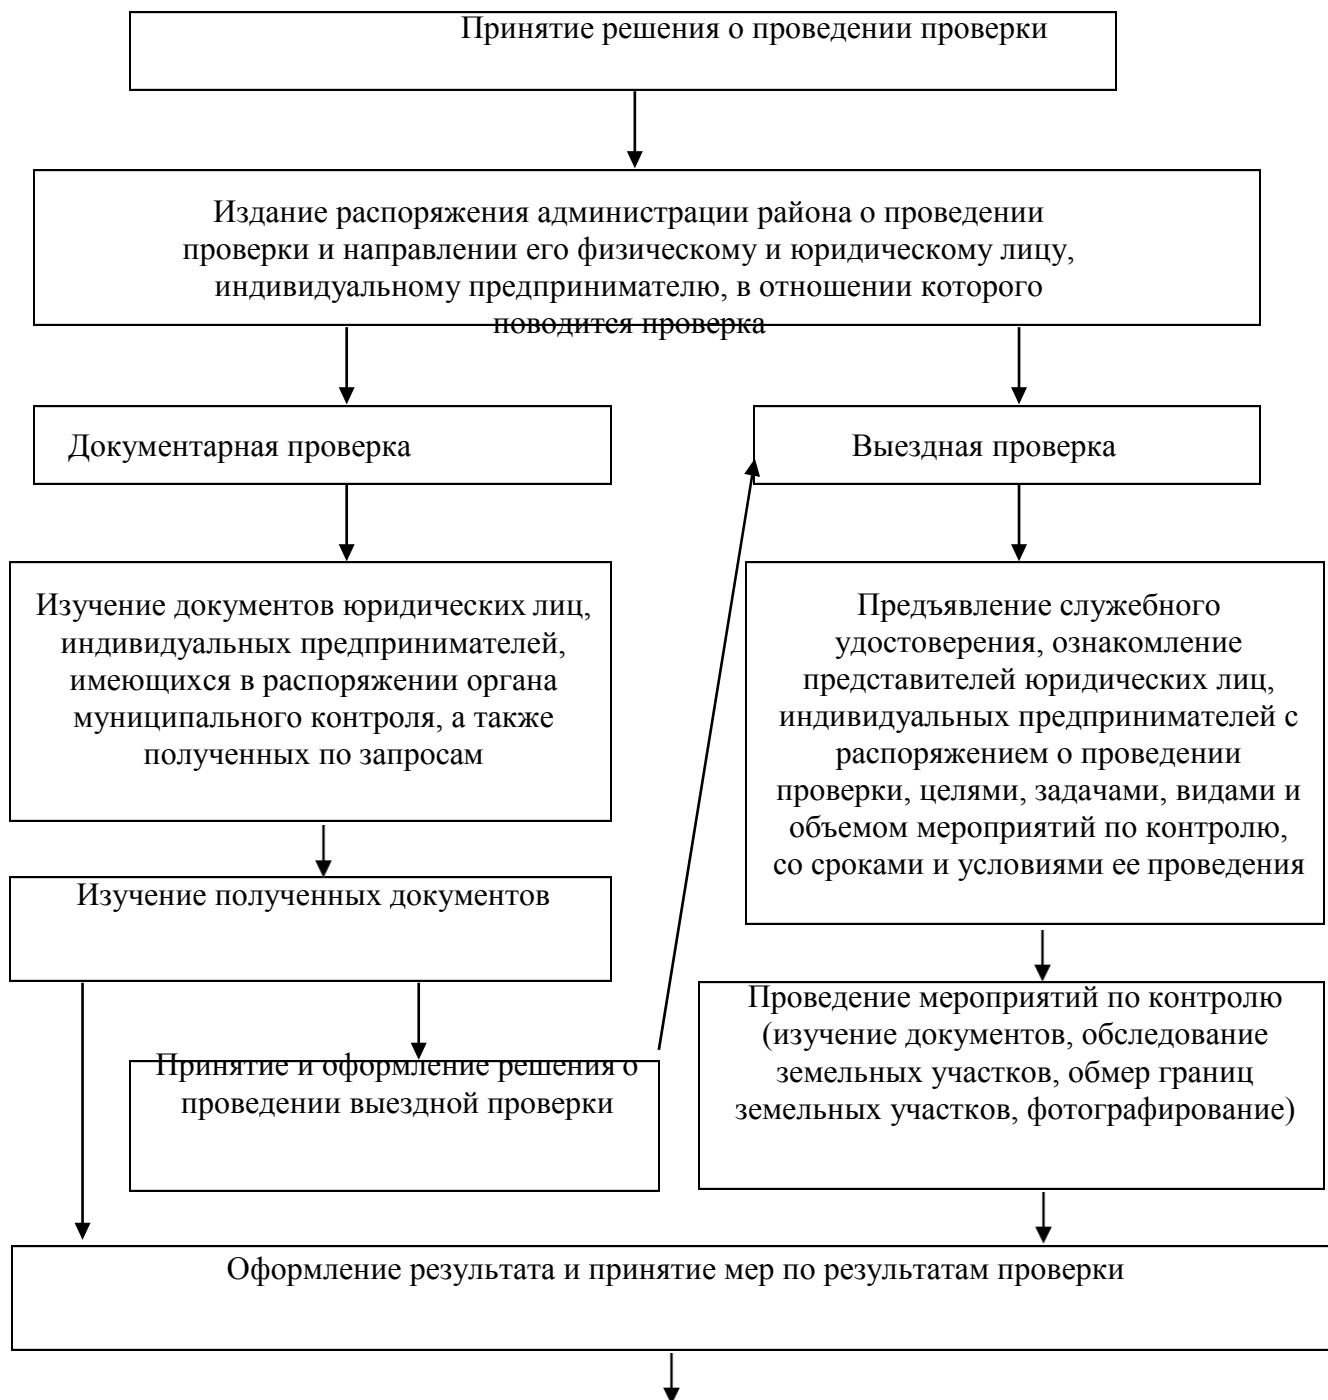 Принятие решения о проведении проверки
Издание распоряжения администрации района о проведении
проверки и направлении его физическому и юридическому лицу,
индивидуальному предпринимателю, в отношении которого
поводится проверка
Документарная проверка
Выездная проверка
Изучение документов юридических лиц,
индивидуальных предпринимателей,
имеющихся в распоряжении органа
муниципального контроля, а также
полученных по запросам
Предъявление служебного
удостоверения, ознакомление
представителей юридических лиц,
индивидуальных предпринимателей с
распоряжением о проведении
проверки, целями, задачами, видами и
объемом мероприятий по контролю,
со сроками и условиями ее проведения
Изучение полученных документов
Принятие и оформление решения о
проведении выездной проверки
Проведение мероприятий по контролю
(изучение документов, обследование
земельных участков, обмер границ
земельных участков, фотографирование)
Оформление результата и принятие мер по результатам проверки